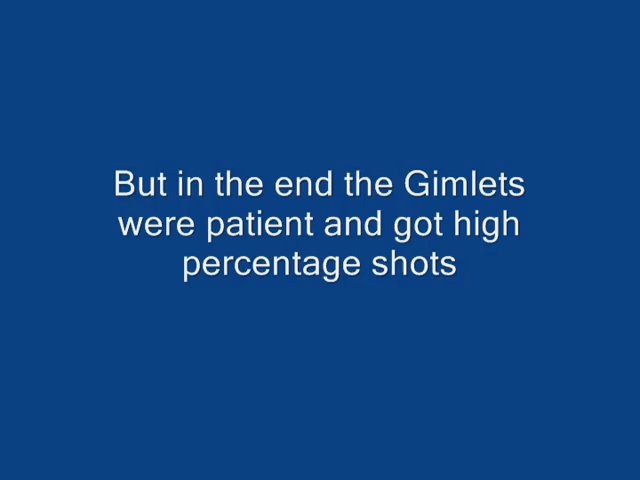 But in the end the Gimlets
were patient and got high
percentage shots